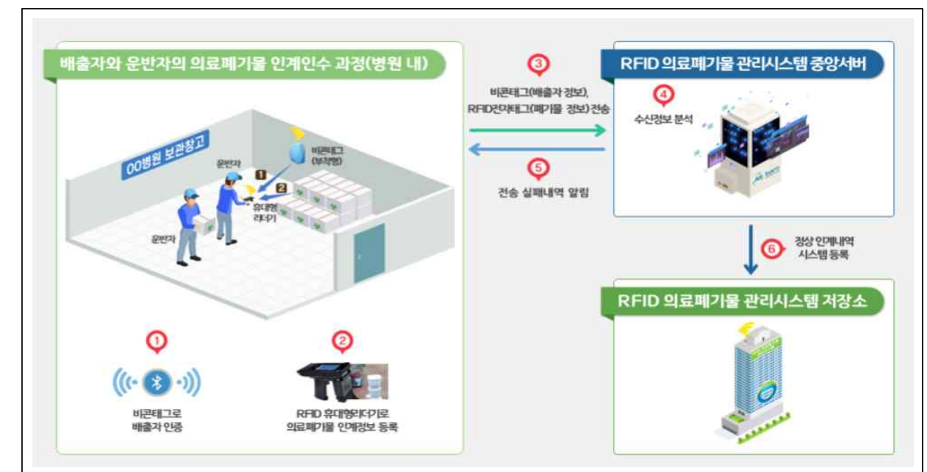 배출자와 운반자의 의료폐기물 인계인수 과정(병원 내)
OO병원 보관창고
비콘태그
(부착형)
운반자
1
2
휴대형
리더기
운반자
1
비콘태그로
배출자 인증
2
RFID 휴대형리더기로
의료폐기물 인계정보 등록
3
비콘태그(배출자 정보),
RFID전자태그(폐기물 정보) 전송
5
전송 실패내역 알림
RFID 의료폐기물 관리시스템 중앙서버
4
수신정보 분석
6
정상 인계내역
시스템 등록
RFID 의료폐기물 관리시스템 저장소